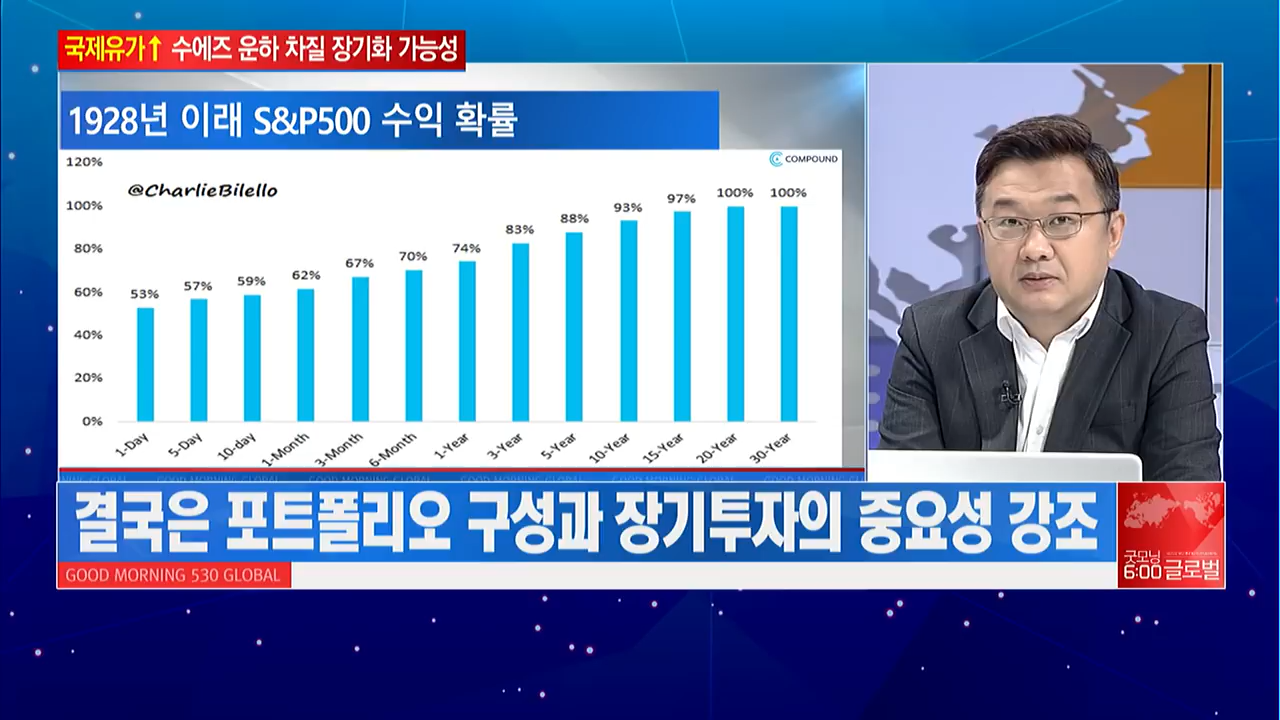 국제유가↑ 수에즈 운하 차질 장기화 가능성
1928년 이래 S&P500 수익 확률
COMPOUND
@CharlieBilello
120%
100%
80%
60%
40%
20%
0%
53%
57%
59%
62%
67%
70%
74%
83%
88%
93%
97%
100%
100%
1-Day
5-Day
10-day
1-Month
3-Month
6-Month
1-Year
3-Year
5-Year
10-Year
15-Year
20-Year
30-Year
결국은 포트폴리오 구성과 장기투자의 중요성 강조
GOOD MORNING 530 GLOBAL
굿모닝
6:00 글로벌